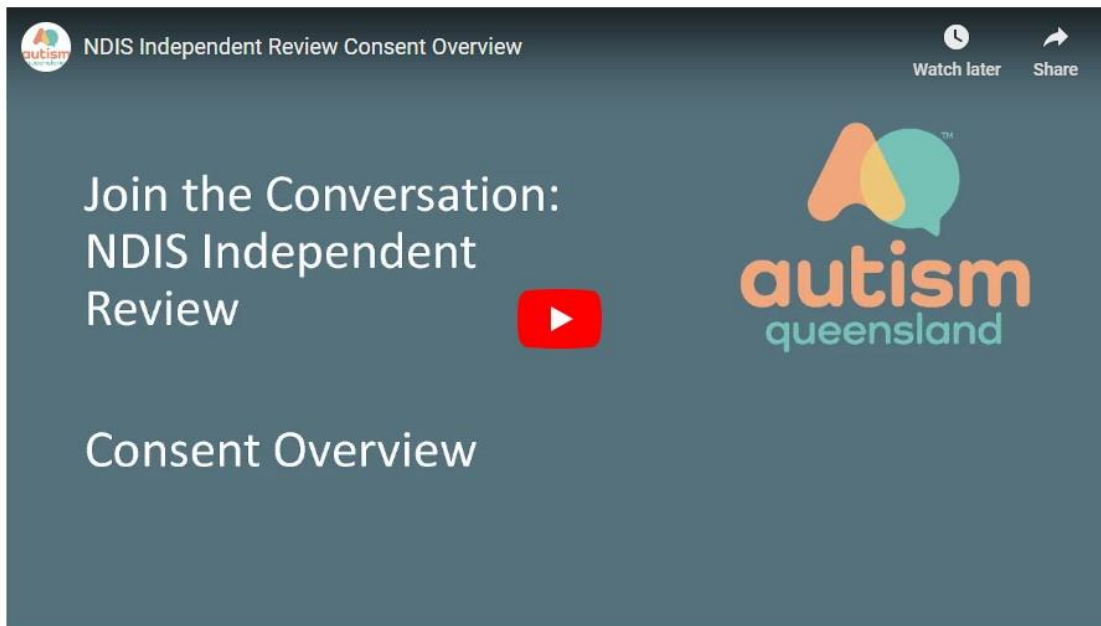 autism
NDIS Independent Review Consent Overview
Watch later
Share
Join the Conversation:
NDIS Independent
Review
Consent Overview
TM
autism
queensland